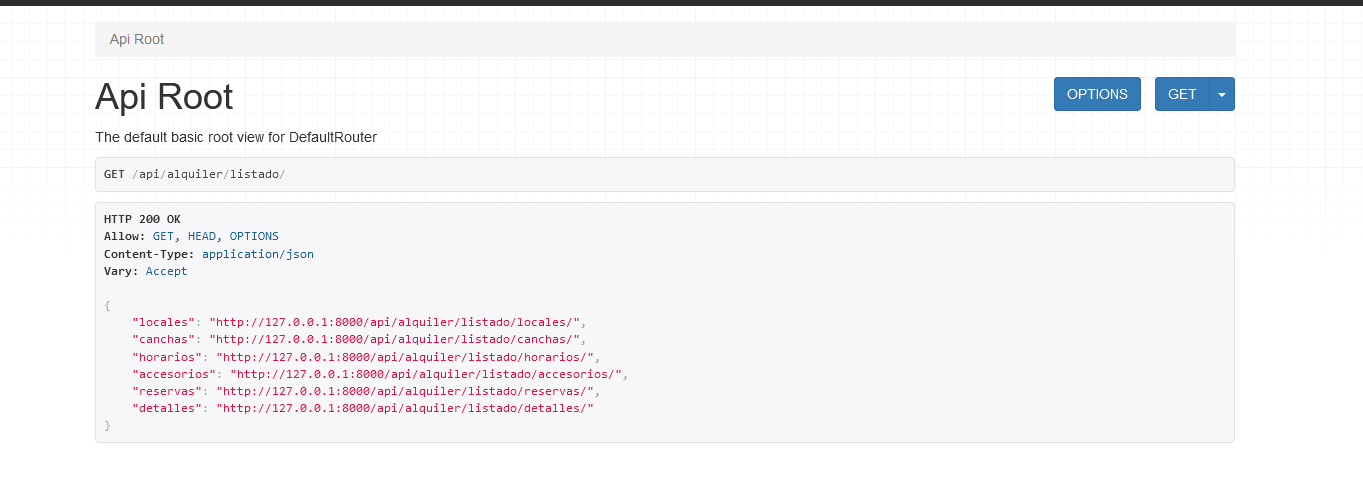 Api Root
Api Root
OPTIONS
GET
The default basic root view for DefaultRouter
GET /api/alquiler/listado/
HTTP 200 OK
Allow: GET, HEAD, OPTIONS
Content-Type: application/json
Vary: Accept
{
    "locales": "http://127.0.0.1:8000/api/alquiler/listado/locales/",
    "canchas": "http://127.0.0.1:8000/api/alquiler/listado/canchas/",
    "horarios": "http://127.0.0.1:8000/api/alquiler/listado/horarios/",
    "accesorios": "http://127.0.0.1:8000/api/alquiler/listado/accesorios/",
    "reservas": "http://127.0.0.1:8000/api/alquiler/listado/reservas/",
    "detalles": "http://127.0.0.1:8000/api/alquiler/listado/detalles/"
}